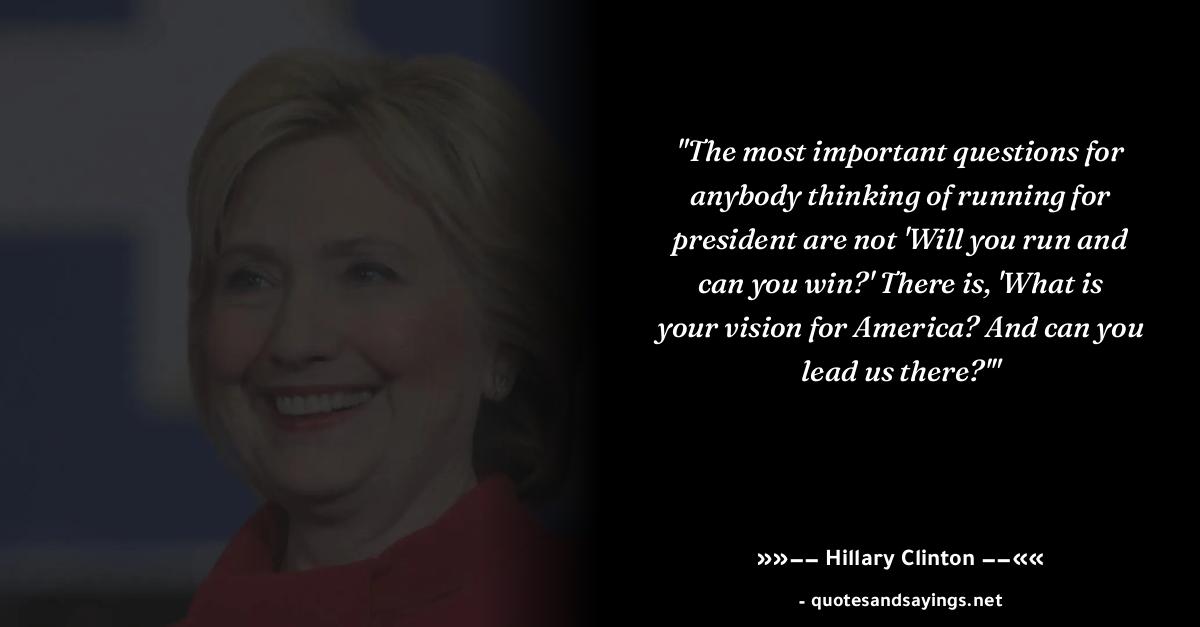 "The most important questions for
anybody thinking of running for
president are not 'Will you run and
can you win?' There is, 'What is
your vision for America? And can you
lead us there?'"
»»−− Hillary Clinton −−««
- quotesandsayings.net